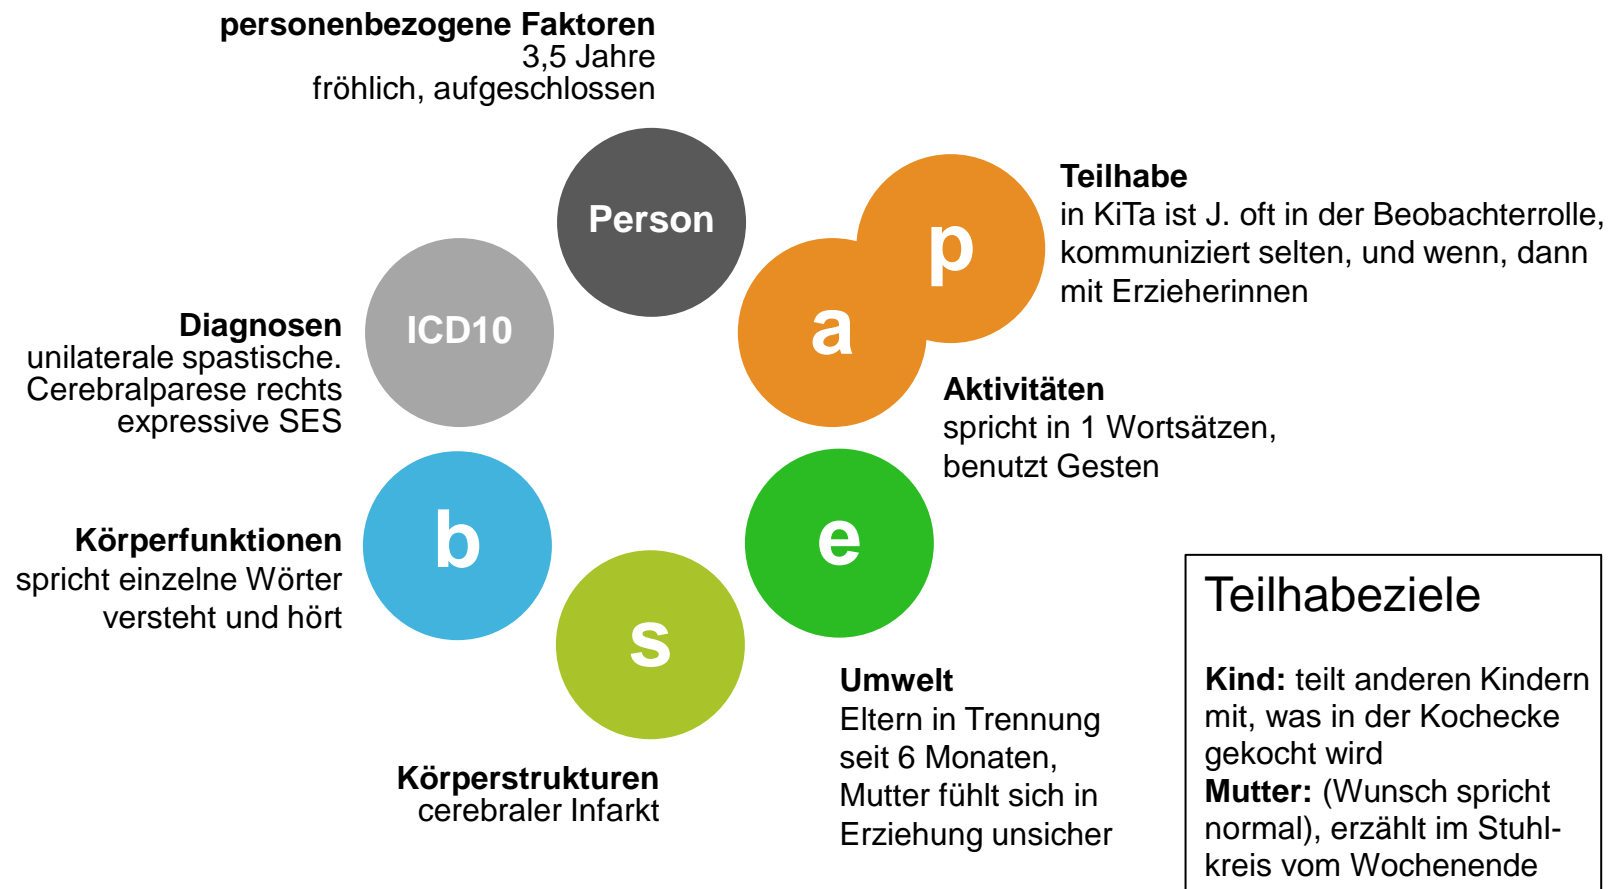 personenbezogene Faktoren
3,5 Jahre
fröhlich, aufgeschlossen
Person
p
Teilhabe
in KiTa ist J. oft in der Beobachterrolle,
kommuniziert selten, und wenn, dann
mit Erzieherinnen
ICD10
Diagnosen
unilaterale spastische.
Cerebralparese rechts
expressive SES
a
Aktivitäten
spricht in 1 Wortsätzen,
benutzt Gesten
b
Körperfunktionen
spricht einzelne Wörter
versteht und hört
s
Körperstrukturen
cerebraler Infarkt
e
Umwelt
Eltern in Trennung
seit 6 Monaten,
Mutter fühlt sich in
Erziehung unsicher
Teilhabeziele
Kind: teilt anderen Kindern
mit, was in der Kochecke
gekocht wird
Mutter: (Wunsch spricht
normal), erzählt im Stuhl-
kreis vom Wochenende